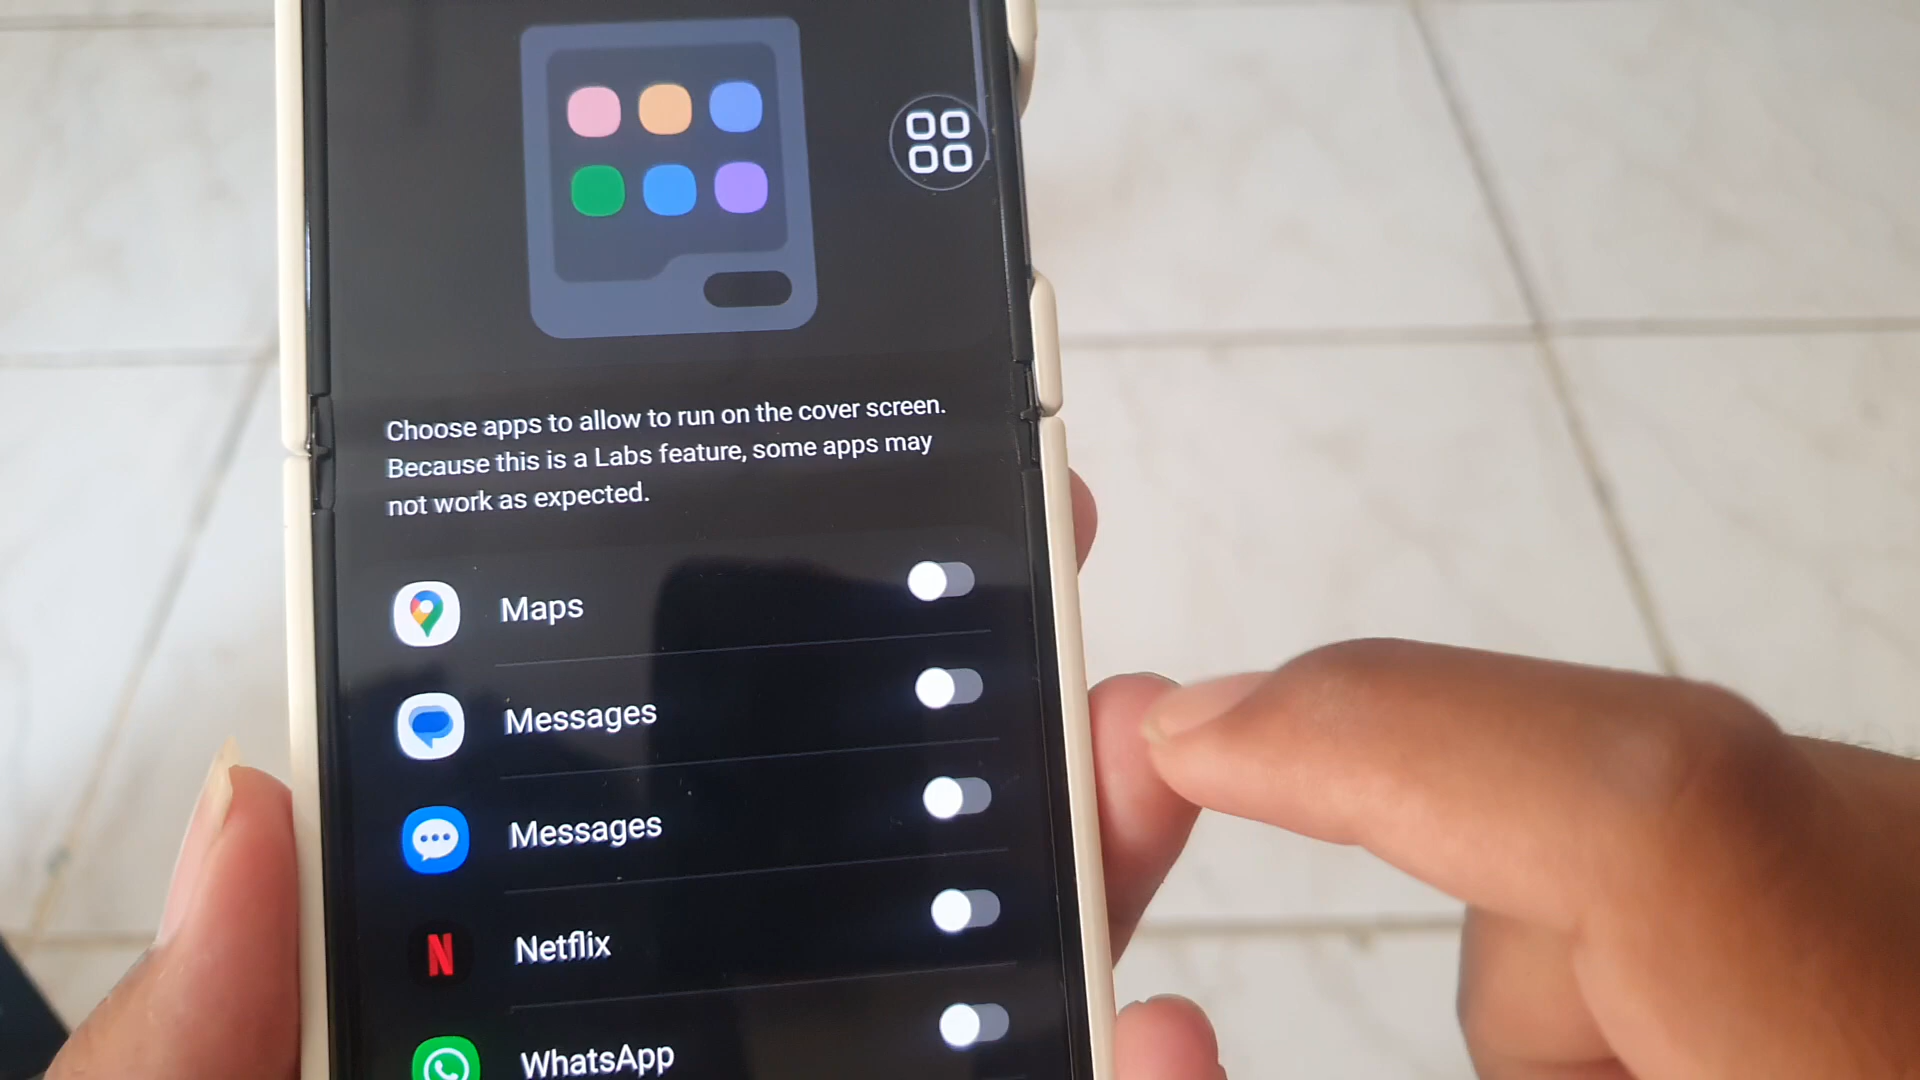 Choose apps to allow to run on the cover screen.
Because this is a Labs feature, some apps may
not work as expected.
Maps
Messages
Messages
N
Netflix
WhatsApp